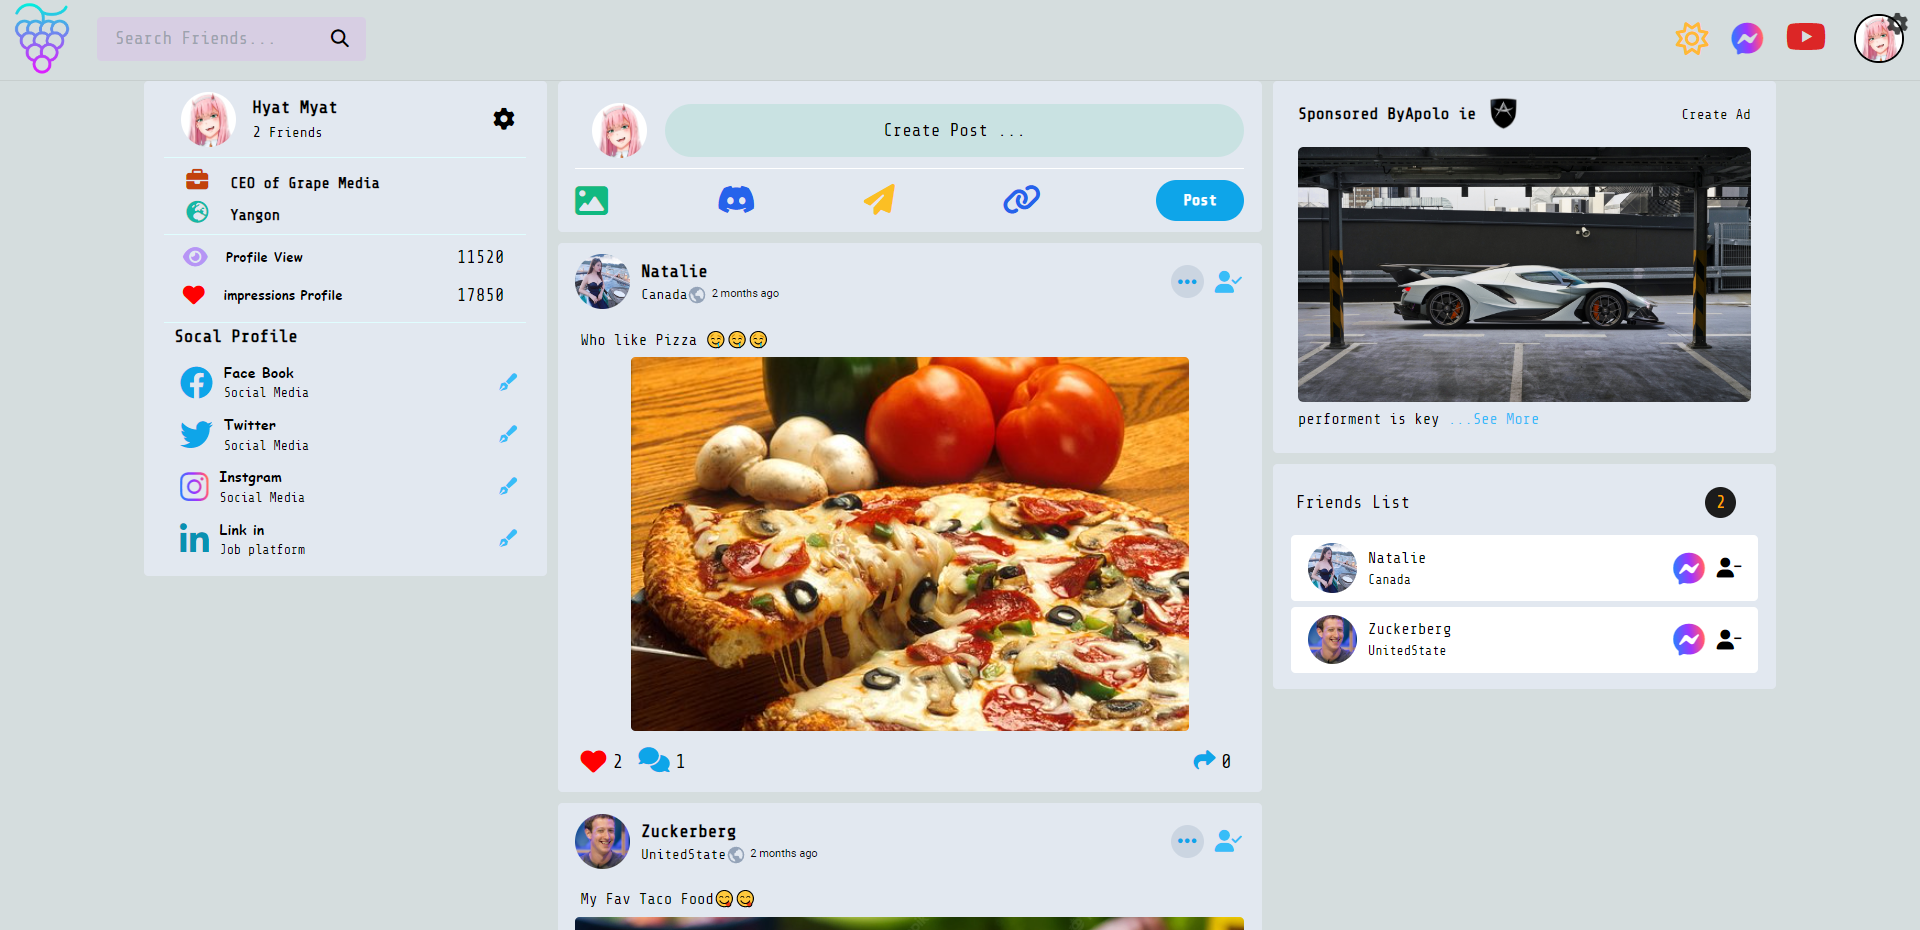 Search Friends...
Hyat Myat
2 Friends
CEO of Grape Media
Yangon
Profile View 11520
impressions Profile 17850
Socal Profile
Face Book
Social Media
Twitter
Social Media
Instgram
Social Media
Link in
Job platform
Create Post ...
Post
Natalie
Canada 2 months ago
Who like Pizza 🤤🤤🤤
2 1 0
Zuckerberg
UnitedState 2 months ago
My Fav Taco Food😋😋
Sponsored ByApolo ie
Create Ad
performent is key ...See More
Friends List 2
Natalie
Canada
Zuckerberg
UnitedState